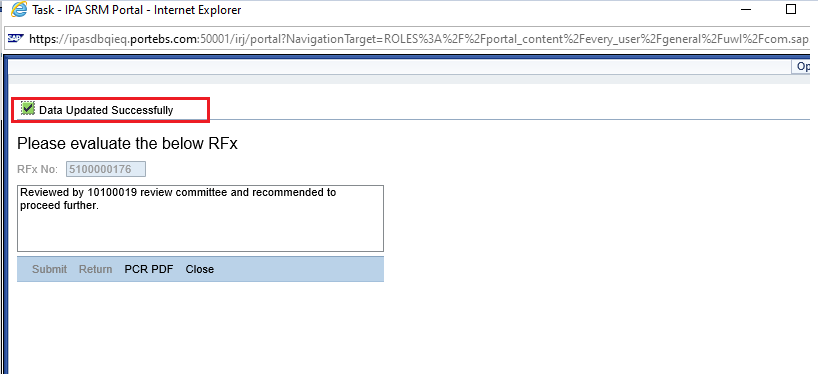 Task - IPA SRM Portal - Internet Explorer
SAP https://ipasdbqieq.portebs.com:50001/irj/portal?NavigationTarget=ROLES%3A%2F%2Fportal_content%2Fevery_user%2Fgeneral%2Fuwl%2Fcom.sap
Op
Data Updated Successfully
Please evaluate the below RFx
RFx No: 5100000176
Reviewed by 10100019 review committee and recommended to
proceed further.
Submit Return PCR PDF Close